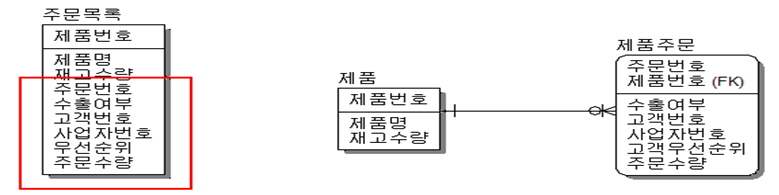 주문목록
제품번호
제품명
재고수량
주문번호
수출여부
고객번호
사업자번호
우선순위
주문수량
제품
제품번호
제품명
재고수량
제품주문
주문번호
제품번호 (FK)
수출여부
고객번호
사업자번호
고객우선순위
주문수량